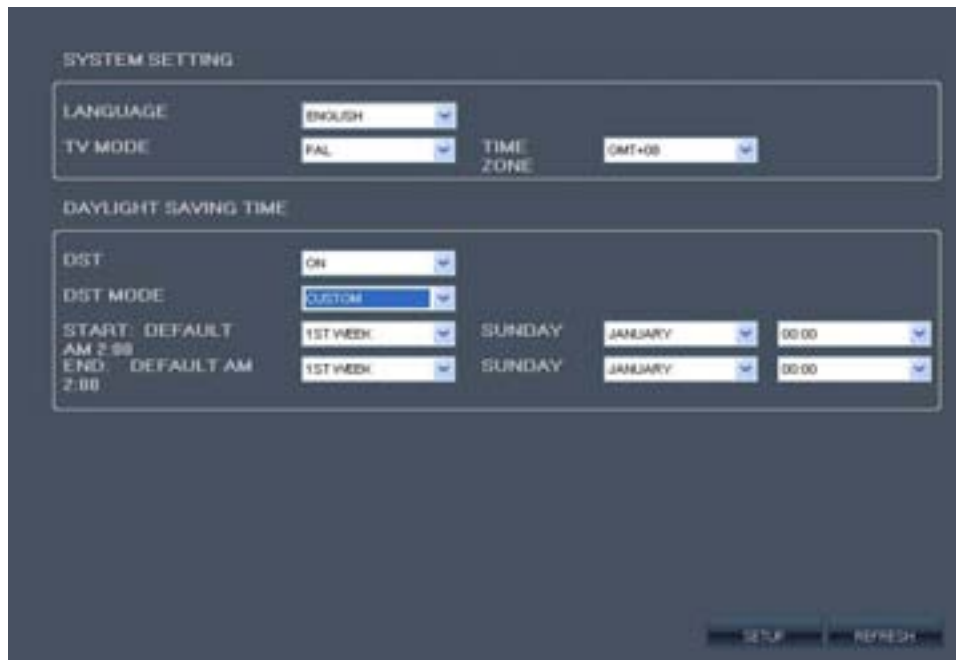 SYSTEM SETTING
LANGUAGE ENGLISH
TV MODE PAL TIME ZONE GMT+08
DAYLIGHT SAVING TIME
DST ON
DST MODE CUSTOM
START: DEFAULT AM 2:00 1ST WEEK SUNDAY JANUARY 00:00
END: DEFAULT AM 2:00 1ST WEEK SUNDAY JANUARY 00:00
SETUP REFRESH